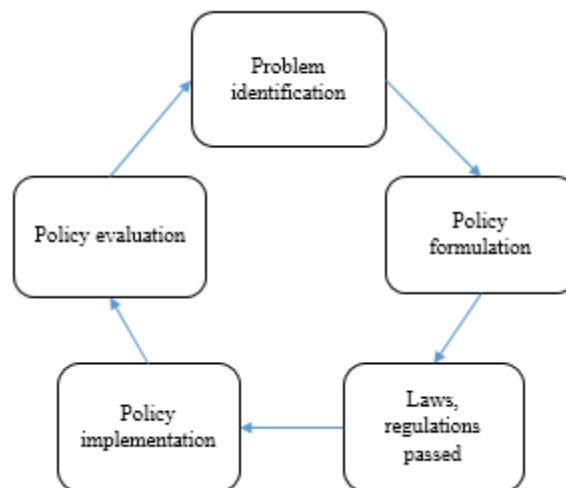 Problem
identification
Policy
formulation
Laws,
regulations
passed
Policy
implementation
Policy evaluation